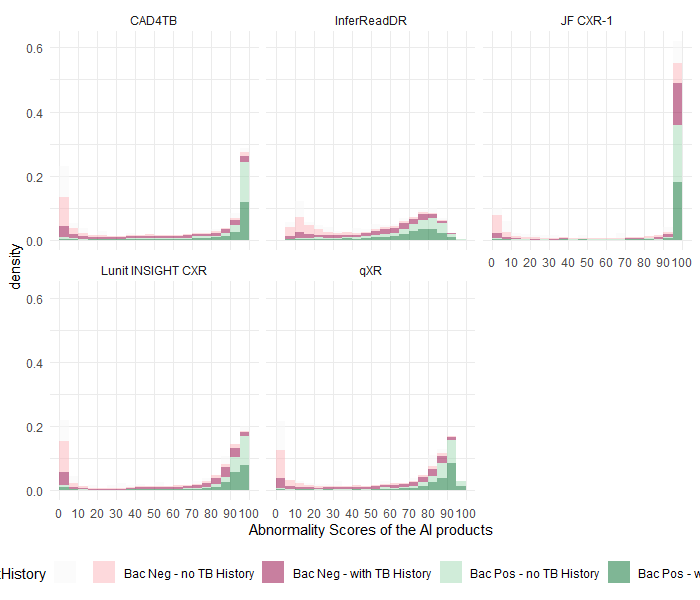 CAD4TB
InferReadDR
JF CXR-1
0.6
0.4
0.2
0.0
0 10 20 30 40 50 60 70 80 90 100
density
Lunit INSIGHT CXR
qXR
0.6
0.4
0.2
0.0
0 10 20 30 40 50 60 70 80 90 100
0 10 20 30 40 50 60 70 80 90 100
Abnormality Scores of the AI products
History Bac Neg - no TB History Bac Neg - with TB History Bac Pos - no TB History Bac Pos -